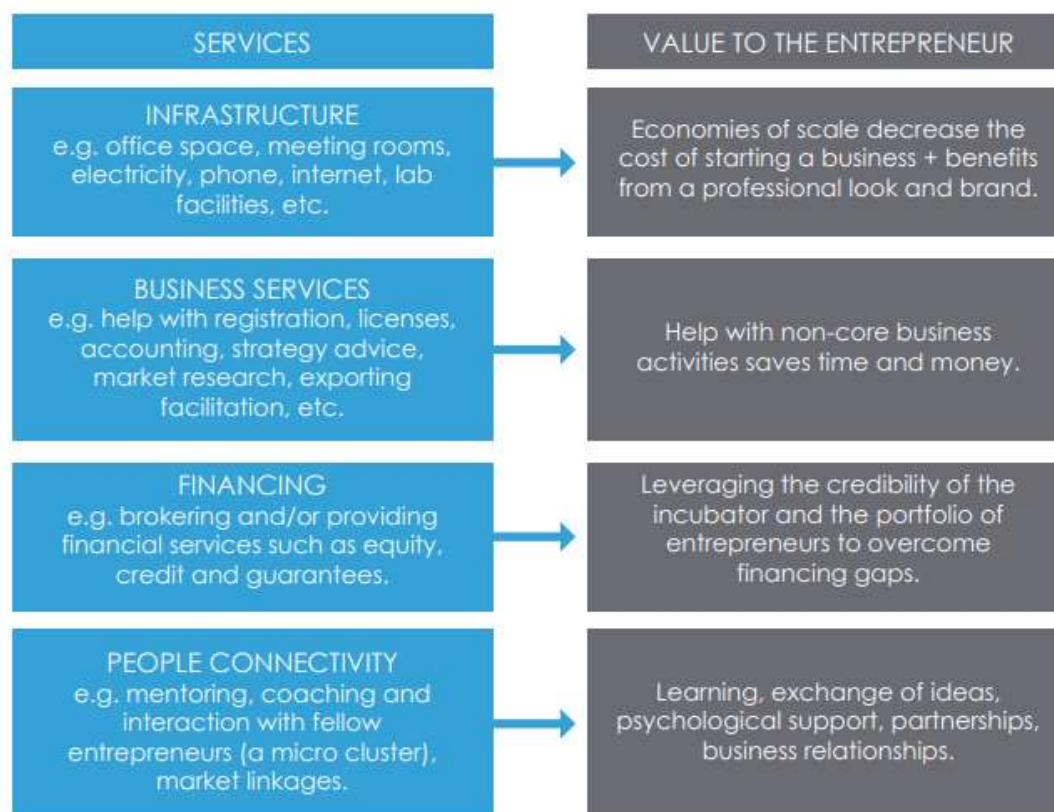 SERVICES
VALUE TO THE ENTREPRENEUR
INFRASTRUCTURE
e.g. office space, meeting rooms,
electricity, phone, internet, lab
facilities, etc.
Economies of scale decrease the
cost of starting a business + benefits
from a professional look and brand.
BUSINESS SERVICES
e.g. help with registration, licenses,
accounting, strategy advice,
market research, exporting
facilitation, etc.
Help with non-core business
activities saves time and money.
FINANCING
e.g. brokering and/or providing
financial services such as equity,
credit and guarantees.
Leveraging the credibility of the
incubator and the portfolio of
entrepreneurs to overcome
financing gaps.
PEOPLE CONNECTIVITY
e.g. mentoring, coaching and
interaction with fellow
entrepreneurs (a micro cluster),
market linkages.
Learning, exchange of ideas,
psychological support, partnerships,
business relationships.